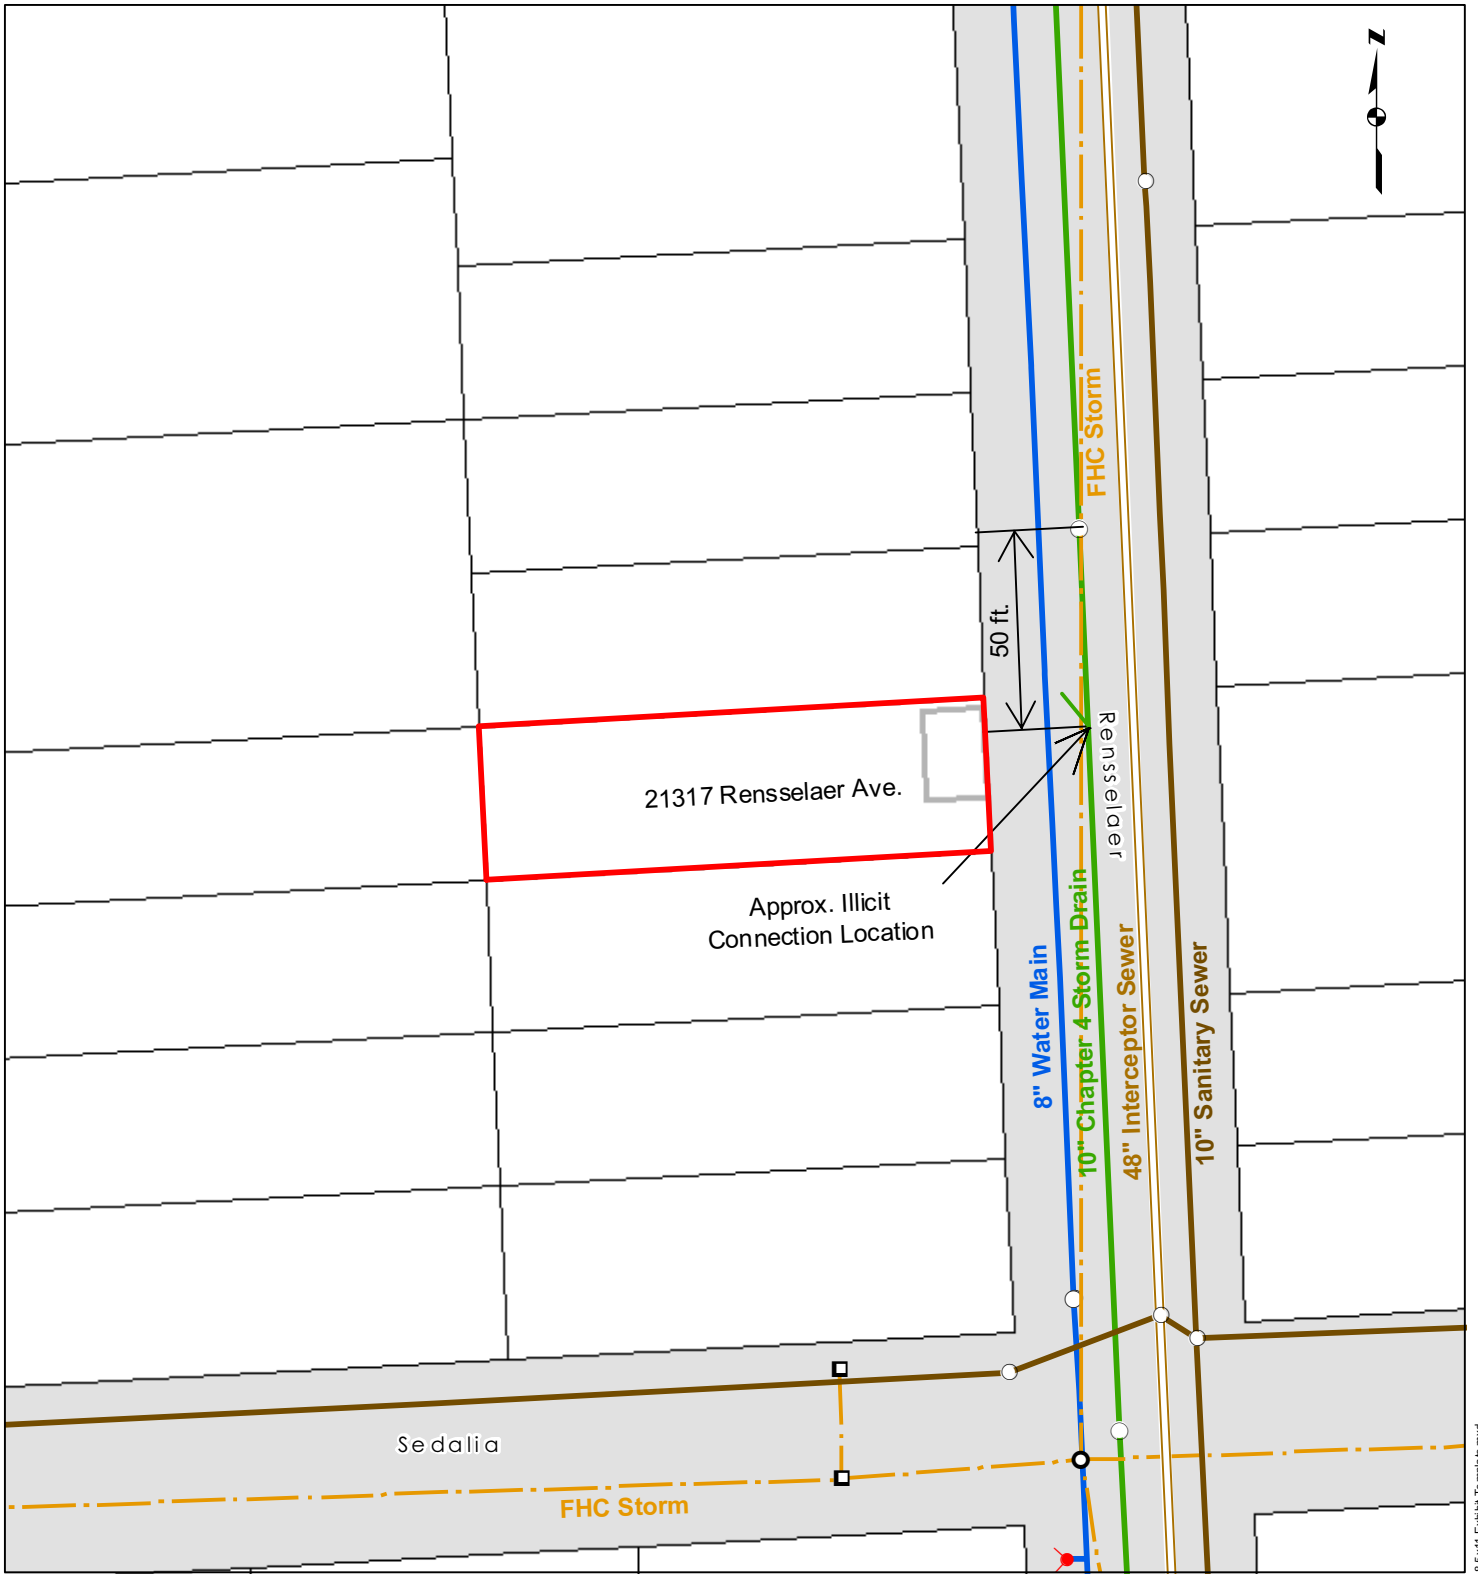 N
FHC Storm
50 ft.
Rensselaer
21317 Rensselaer Ave.
Approx. Illicit
Connection Location
8" Water Main
10" Chapter 4 Storm Drain
48" Interceptor Sewer
10" Sanitary Sewer
Sedalia
FHC Storm